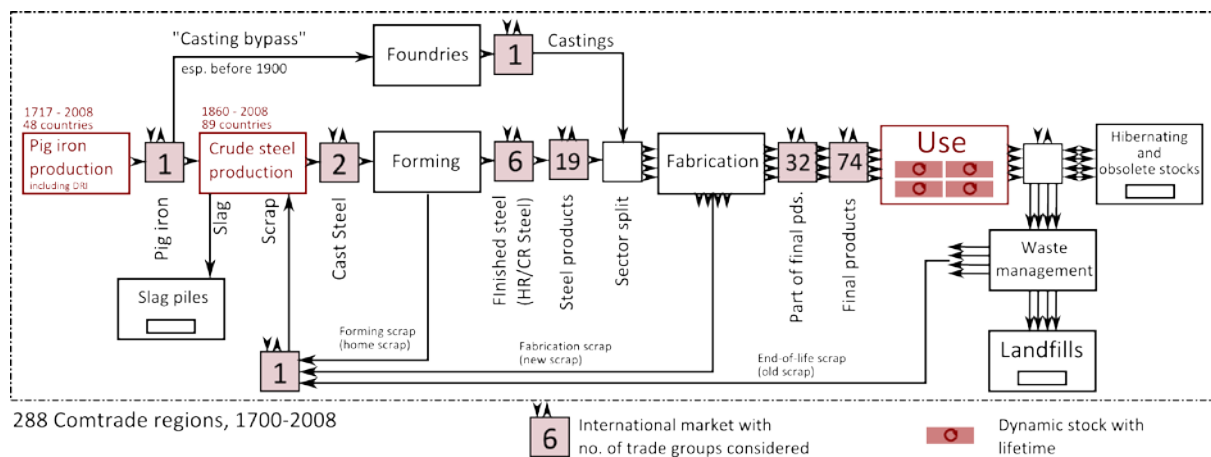 "Casting bypass"
esp. before 1900
Foundries
1
Castings
1717 - 2008
48 countries
Pig iron
production
including DRI
1
Pig iron
1860 - 2008
89 countries
Crude steel
production
Slag
Scrap
2
Cast Steel
Forming
6
FInished steel
(HR/CR Steel)
19
Steel products
Sector split
Fabrication
32
Part of final pds.
74
Final products
Use
Hibernating
and
obsolete stocks
Waste
management
Landfills
Slag piles
1
Forming scrap
(home scrap)
Fabrication scrap
(new scrap)
End-of-life scrap
(old scrap)
288 Comtrade regions, 1700-2008
6
International market with
no. of trade groups considered
Dynamic stock with
lifetime